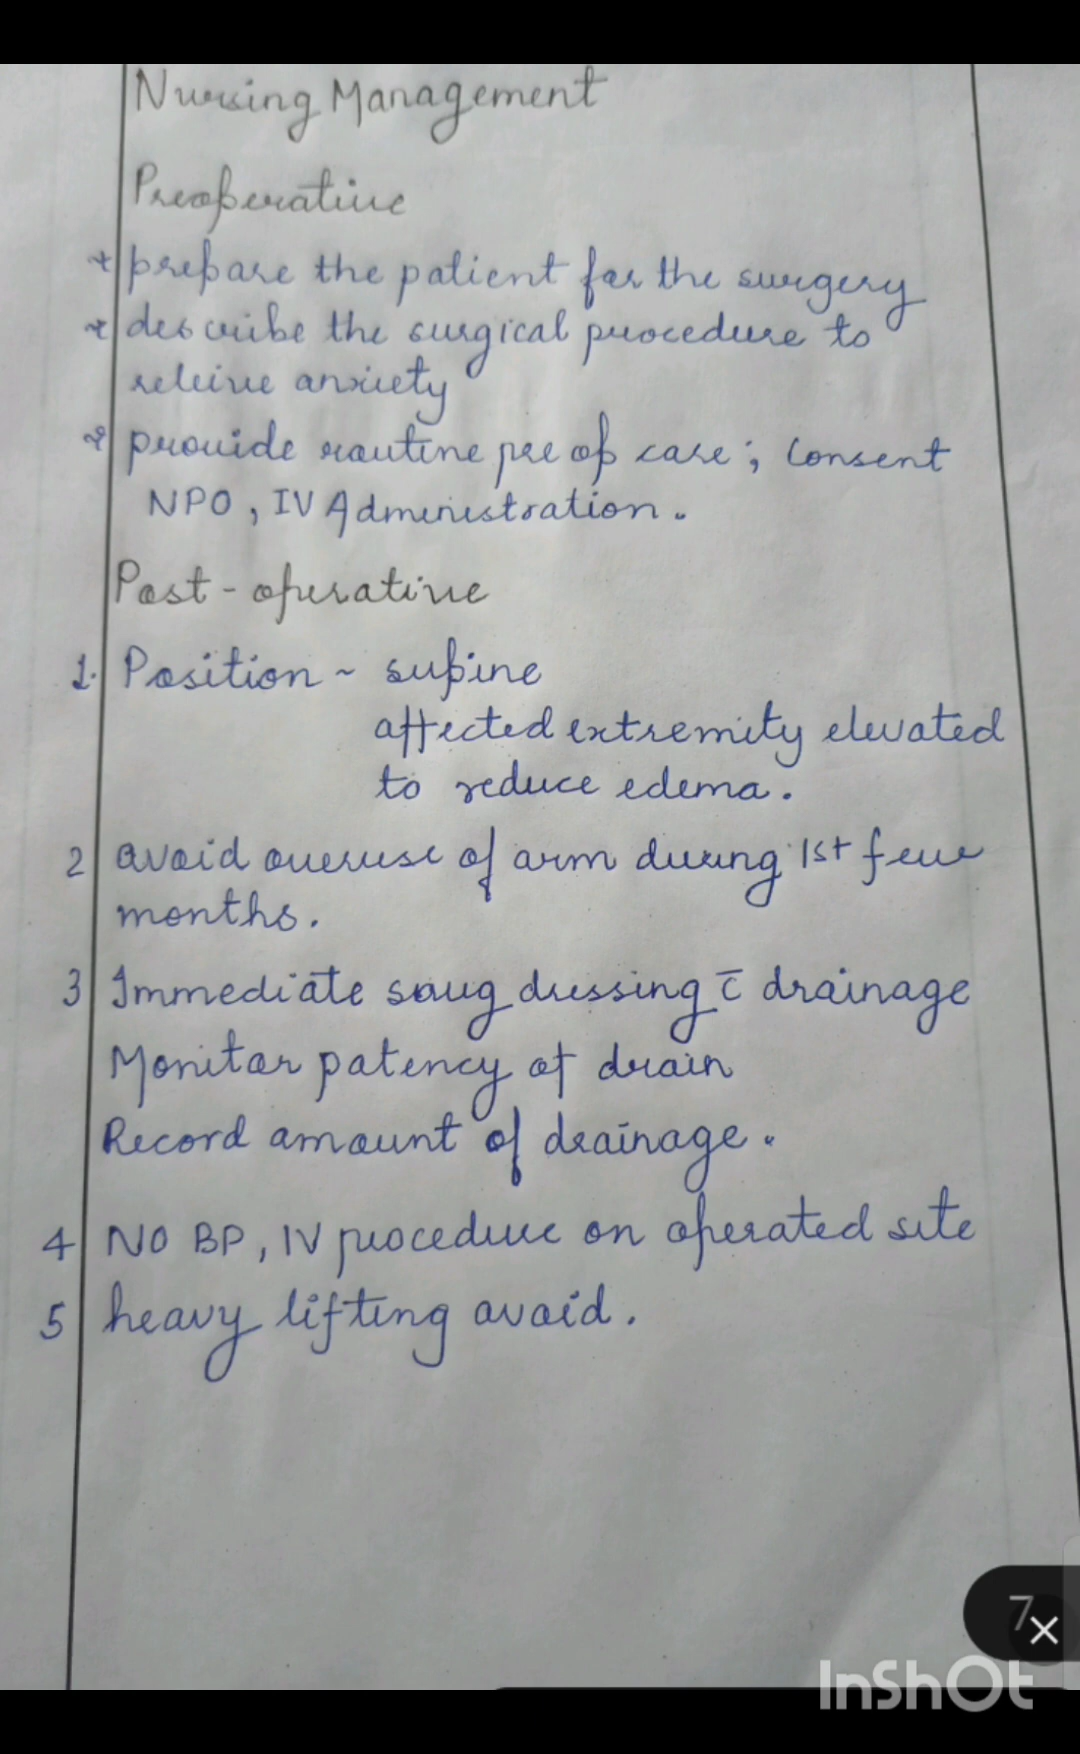 Nursing Management
Preoperative
* prepare the patient for the surgery
* describe the surgical procedure to
releive anxiety
* provide routine pre op care; Consent
NPO, IV Administration.
Post-operative
1. Position - supine
affected extremity elevated
to reduce edema.
2 avoid overuse of arm during 1st few
months.
3 Immediate snug dressing c̄ drainage
Monitor patency of drain
Record amount of drainage.
4 NO BP, IV procedure on operated site
5 heavy lifting avoid.
7
×
InShOt